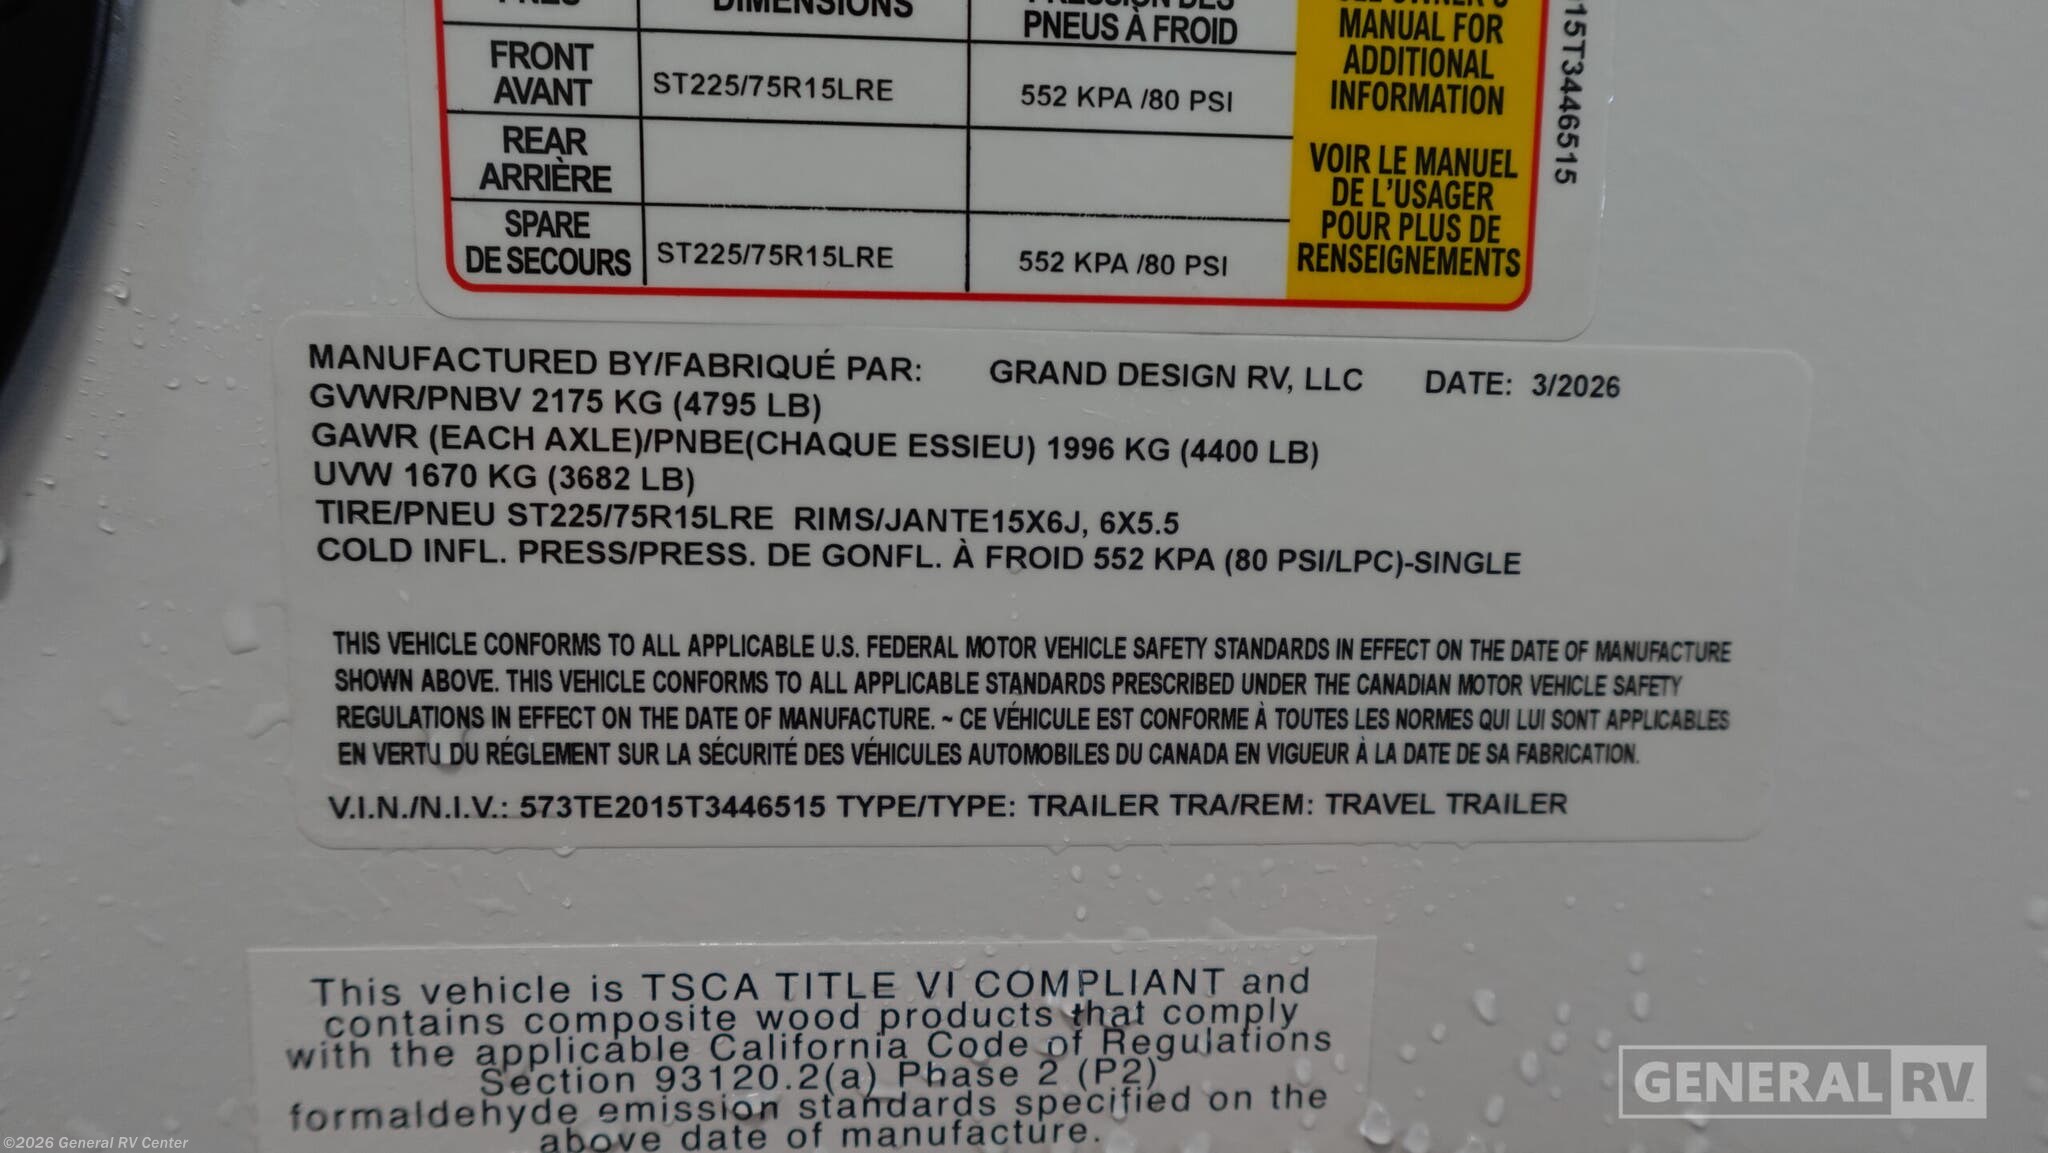 DIMENSIONS
PNEUS À FROID
MANUAL FOR
ADDITIONAL
INFORMATION
FRONT
AVANT
ST225/75R15LRE
552 KPA /80 PSI
REAR
ARRIÈRE
VOIR LE MANUEL
DE L'USAGER
POUR PLUS DE
RENSEIGNEMENTS
SPARE
DE SECOURS
ST225/75R15LRE
552 KPA /80 PSI
15T3446515
MANUFACTURED BY/FABRIQUÉ PAR: GRAND DESIGN RV, LLC DATE: 3/2026
GVWR/PNBV 2175 KG (4795 LB)
GAWR (EACH AXLE)/PNBE(CHAQUE ESSIEU) 1996 KG (4400 LB)
UVW 1670 KG (3682 LB)
TIRE/PNEU ST225/75R15LRE RIMS/JANTE15X6J, 6X5.5
COLD INFL. PRESS/PRESS. DE GONFL. À FROID 552 KPA (80 PSI/LPC)-SINGLE
THIS VEHICLE CONFORMS TO ALL APPLICABLE U.S. FEDERAL MOTOR VEHICLE SAFETY STANDARDS IN EFFECT ON THE DATE OF MANUFACTURE
SHOWN ABOVE. THIS VEHICLE CONFORMS TO ALL APPLICABLE STANDARDS PRESCRIBED UNDER THE CANADIAN MOTOR VEHICLE SAFETY
REGULATIONS IN EFFECT ON THE DATE OF MANUFACTURE. ~ CE VÉHICULE EST CONFORME À TOUTES LES NORMES QUI LUI SONT APPLICABLES
EN VERTU DU RÉGLEMENT SUR LA SÉCURITÉ DES VÉHICULES AUTOMOBILES DU CANADA EN VIGUEUR À LA DATE DE SA FABRICATION.
V.I.N./N.I.V.: 573TE2015T3446515 TYPE/TYPE: TRAILER TRA/REM: TRAVEL TRAILER
This vehicle is TSCA TITLE VI COMPLIANT and
contains composite wood products that comply
with the applicable California Code of Regulations
Section 93120.2(a) Phase 2 (P2)
formaldehyde emission standards specified on the
above date of manufacture.
GENERAL RV
©2026 General RV Center